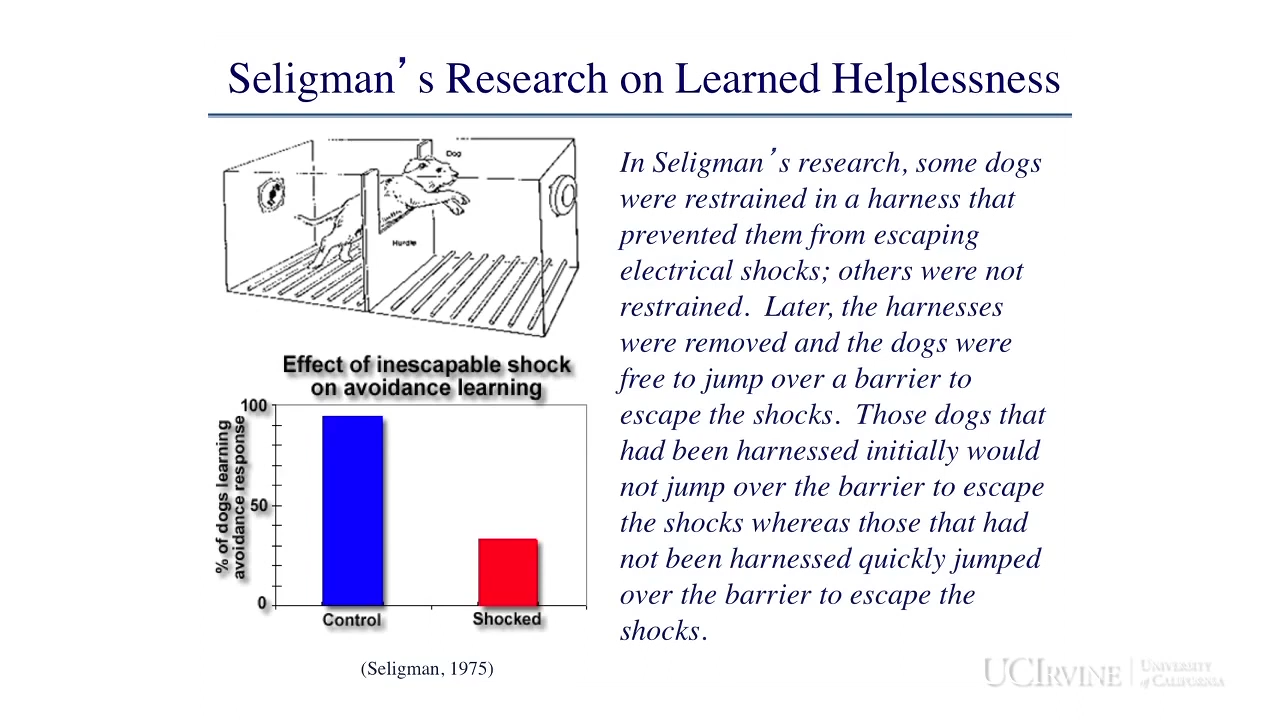 Seligman’s Research on Learned Helplessness
Dog
Hurdle
Effect of inescapable shock
on avoidance learning
% of dogs learning
avoidance response
100
50
0
Control
Shocked
(Seligman, 1975)
In Seligman’s research, some dogs
were restrained in a harness that
prevented them from escaping
electrical shocks; others were not
restrained.  Later, the harnesses
were removed and the dogs were
free to jump over a barrier to
escape the shocks.  Those dogs that
had been harnessed initially would
not jump over the barrier to escape
the shocks whereas those that had
not been harnessed quickly jumped
over the barrier to escape the
shocks.
UCIRVINE
UNIVERSITY
of CALIFORNIA